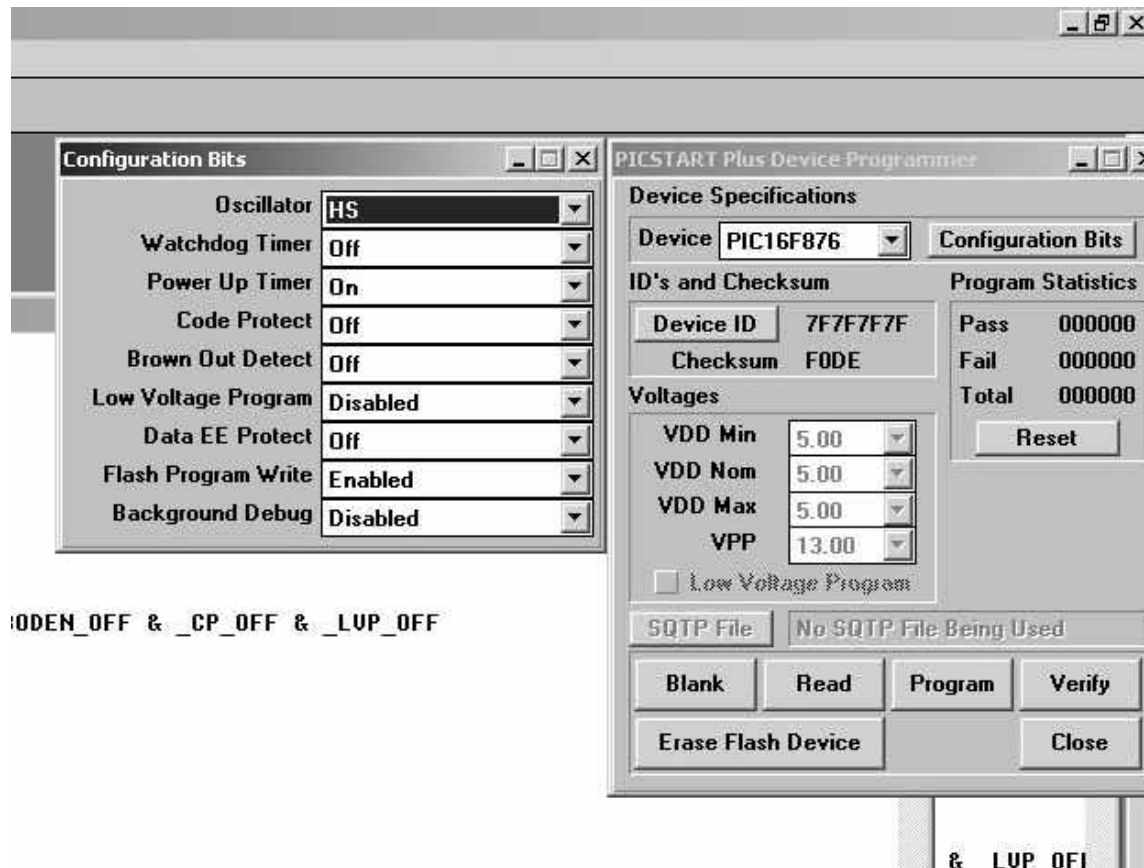 Configuration Bits
Oscillator HS
Watchdog Timer Off
Power Up Timer On
Code Protect Off
Brown Out Detect Off
Low Voltage Program Disabled
Data EE Protect Off
Flash Program Write Enabled
Background Debug Disabled
PICSTART Plus Device Programmer
Device Specifications
Device PIC16F876 Configuration Bits
ID's and Checksum
Device ID 7F7F7F7F
Checksum F0DE
Program Statistics
Pass 000000
Fail 000000
Total 000000
Reset
Voltages
VDD Min 5.00
VDD Nom 5.00
VDD Max 5.00
VPP 13.00
Low Voltage Program
SQTP File No SQTP File Being Used
Blank Read Program Verify
Erase Flash Device Close
ODEN_OFF & _CP_OFF & _LVP_OFF
& _LVP_OF